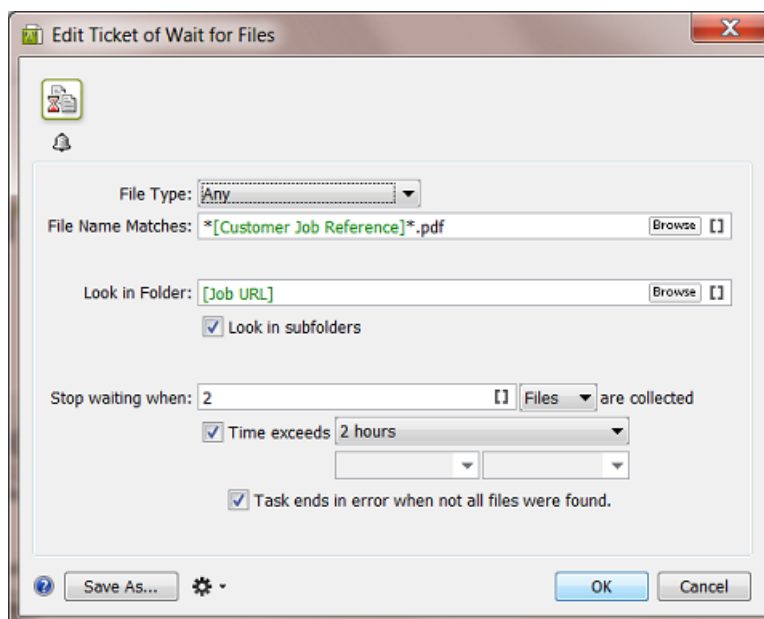 Edit Ticket of Wait for Files
File Type: Any
File Name Matches: *[Customer Job Reference]*.pdf Browse []
Look in Folder: [Job URL] Browse []
Look in subfolders
Stop waiting when: 2 [] Files are collected
Time exceeds 2 hours
Task ends in error when not all files were found.
? Save As... OK Cancel